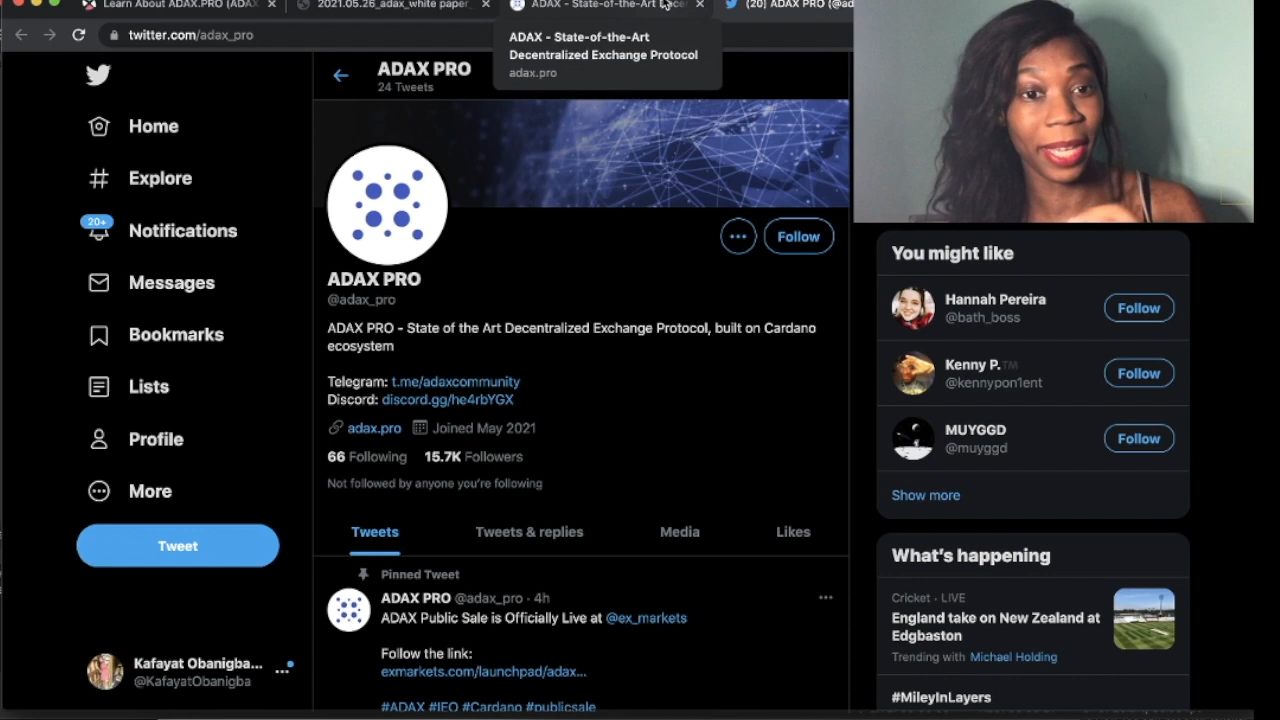 Learn About ADAX.PRO (ADAX
2021.05.26_adax_white paper
ADAX - State-of-the-Art Decen
(20) ADAX PRO (@ad
twitter.com/adax_pro
ADAX - State-of-the-Art
Decentralized Exchange Protocol
adax.pro
Home
Explore
20+
Notifications
Messages
Bookmarks
Lists
Profile
More
Tweet
Kafayat Obanigba...
@KafayatObanigba
ADAX PRO
24 Tweets
Follow
ADAX PRO
@adax_pro
ADAX PRO - State of the Art Decentralized Exchange Protocol, built on Cardano
ecosystem
Telegram: t.me/adaxcommunity
Discord: discord.gg/he4rbYGX
adax.pro Joined May 2021
66 Following 15.7K Followers
Not followed by anyone you're following
Tweets Tweets & replies Media Likes
Pinned Tweet
ADAX PRO @adax_pro · 4h
ADAX Public Sale is Officially Live at @ex_markets
Follow the link:
exmarkets.com/launchpad/adax...
#ADAX #IEO #Cardano #publicsale
You might like
Hannah Pereira
@bath_boss
Follow
Kenny P.™
@kennypon1ent
Follow
MUYGGD
@muyggd
Follow
Show more
What's happening
Cricket · LIVE
England take on New Zealand at
Edgbaston
Trending with Michael Holding
#MileyInLayers